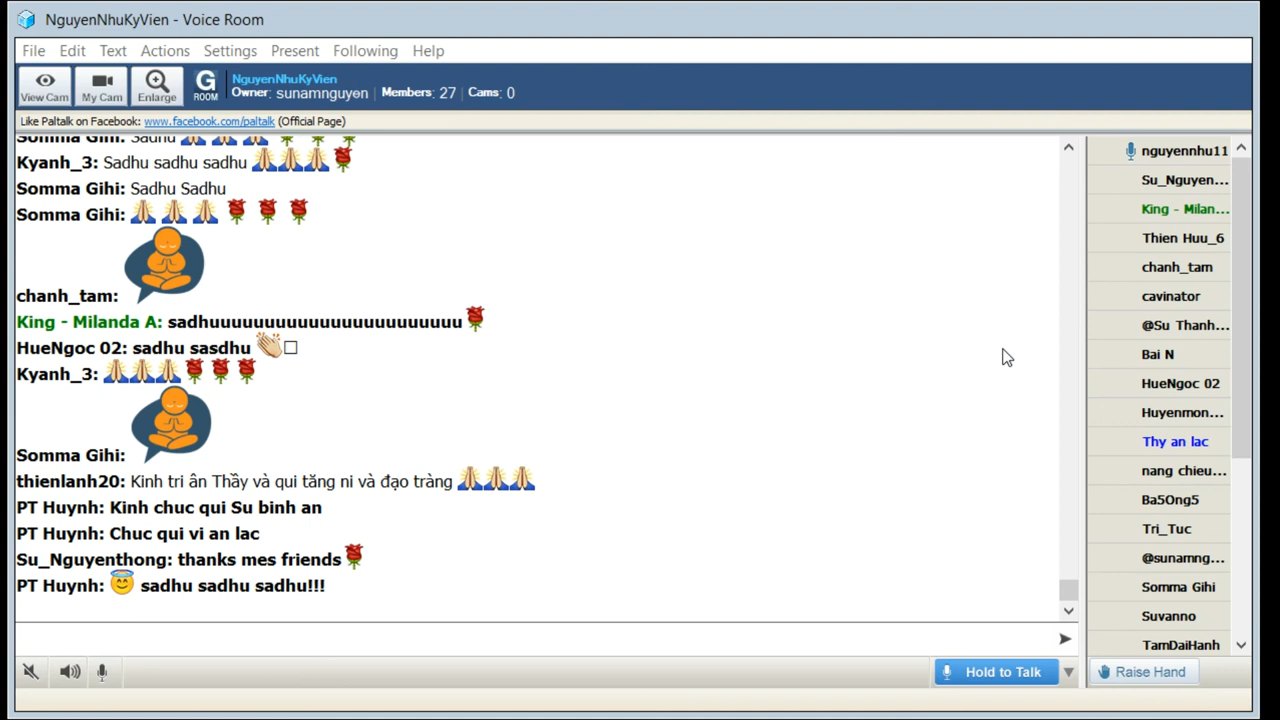 NguyenNhuKyVien - Voice Room
File Edit Text Actions Settings Present Following Help
View Cam My Cam Enlarge G ROOM
NguyenNhuKyVien
Owner: sunamnguyen | Members: 27 | Cams: 0
Like Paltalk on Facebook: www.facebook.com/paltalk (Official Page)
Somma Gihi: Sadhu
Kyanh_3: Sadhu sadhu sadhu
Somma Gihi: Sadhu Sadhu
Somma Gihi:
chanh_tam:
King - Milanda A: sadhuuuuuuuuuuuuuuuuuuuuuuu
HueNgoc 02: sadhu sasdhu
Kyanh_3:
Somma Gihi:
thienlanh20: Kinh tri ân Thầy và qui tăng ni và đạo tràng
PT Huynh: Kinh chuc qui Su binh an
PT Huynh: Chuc qui vi an lac
Su_Nguyenthong: thanks mes friends
PT Huynh: sadhu sadhu sadhu!!!
nguyennhu11
Su_Nguyen...
King - Milan...
Thien Huu_6
chanh_tam
cavinator
@Su Thanh...
Bai N
HueNgoc 02
Huyenmon...
Thy an lac
nang chieu...
Ba5Ong5
Tri_Tuc
@sunamng...
Somma Gihi
Suvanno
TamDaiHanh
Hold to Talk
Raise Hand